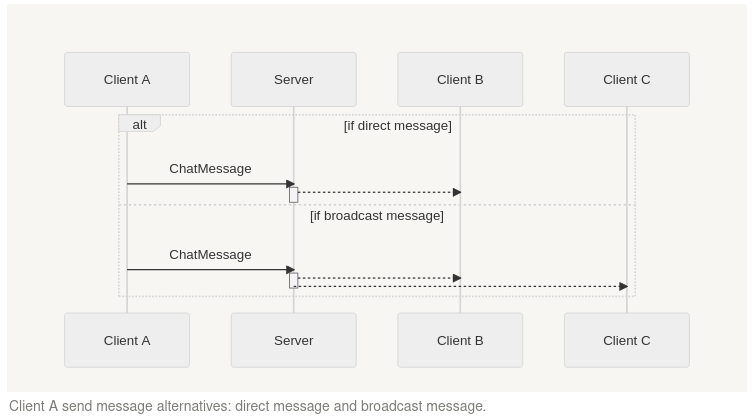 Client A
Server
Client B
Client C
alt
[if direct message]
ChatMessage
[if broadcast message]
ChatMessage
Client A
Server
Client B
Client C
Client A send message alternatives: direct message and broadcast message.